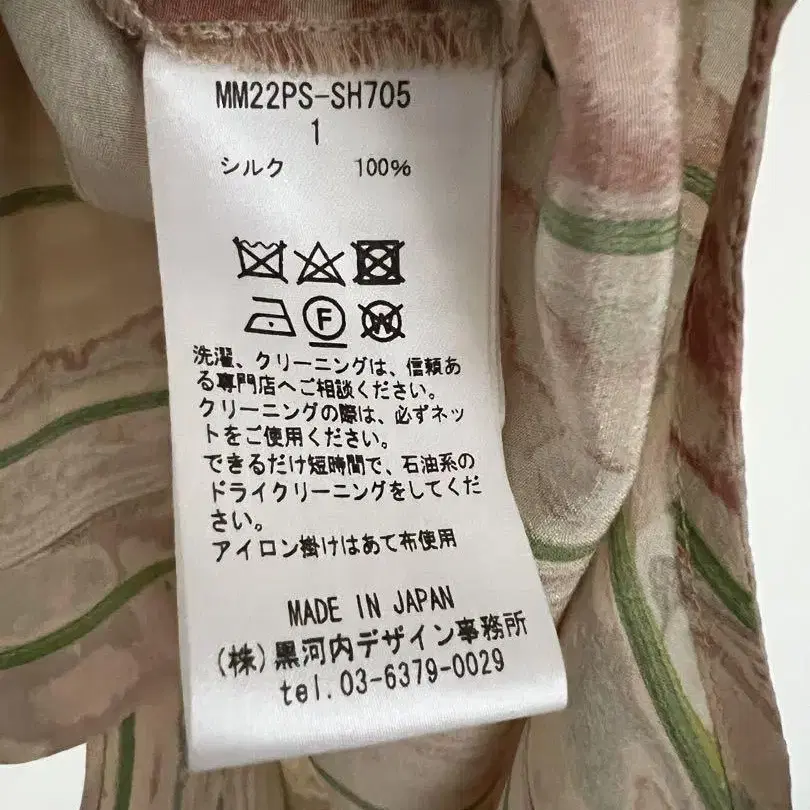 MM22PS-SH705
1
シルク 100%
F
W
洗濯、クリーニングは、信頼あ
る専門店へご相談ください。
クリーニングの際は、必ずネッ
トをご使用ください。
できるだけ短時間で、石油系の
ドライクリーニングをしてくだ
さい。
アイロン掛けはあて布使用
MADE IN JAPAN
(株)黒河内デザイン事務所
tel.03-6379-0029